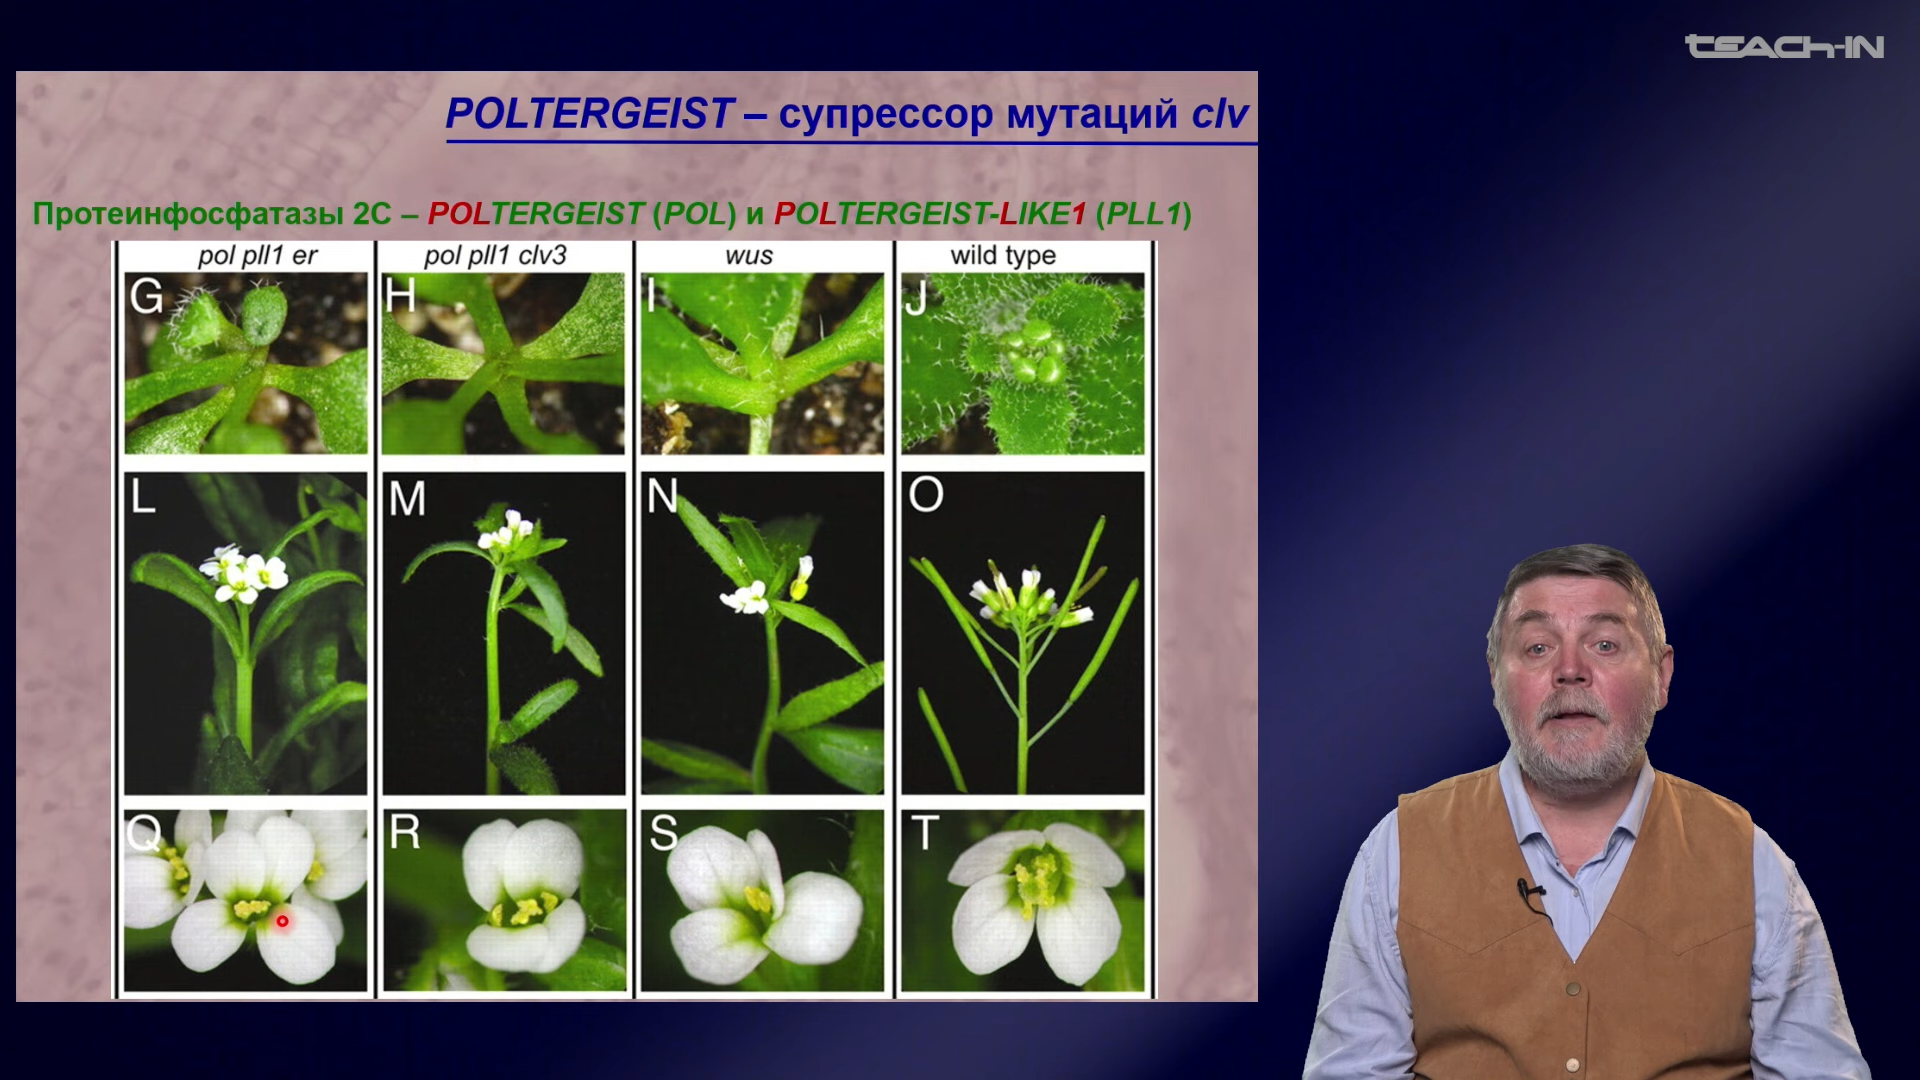 TEACH-IN
POLTERGEIST – супрессор мутаций clv
Протеинфосфатазы 2C – POLTERGEIST (POL) и POLTERGEIST-LIKE1 (PLL1)
pol pll1 er pol pll1 clv3 wus wild type
G H I J
L M N O
Q R S T